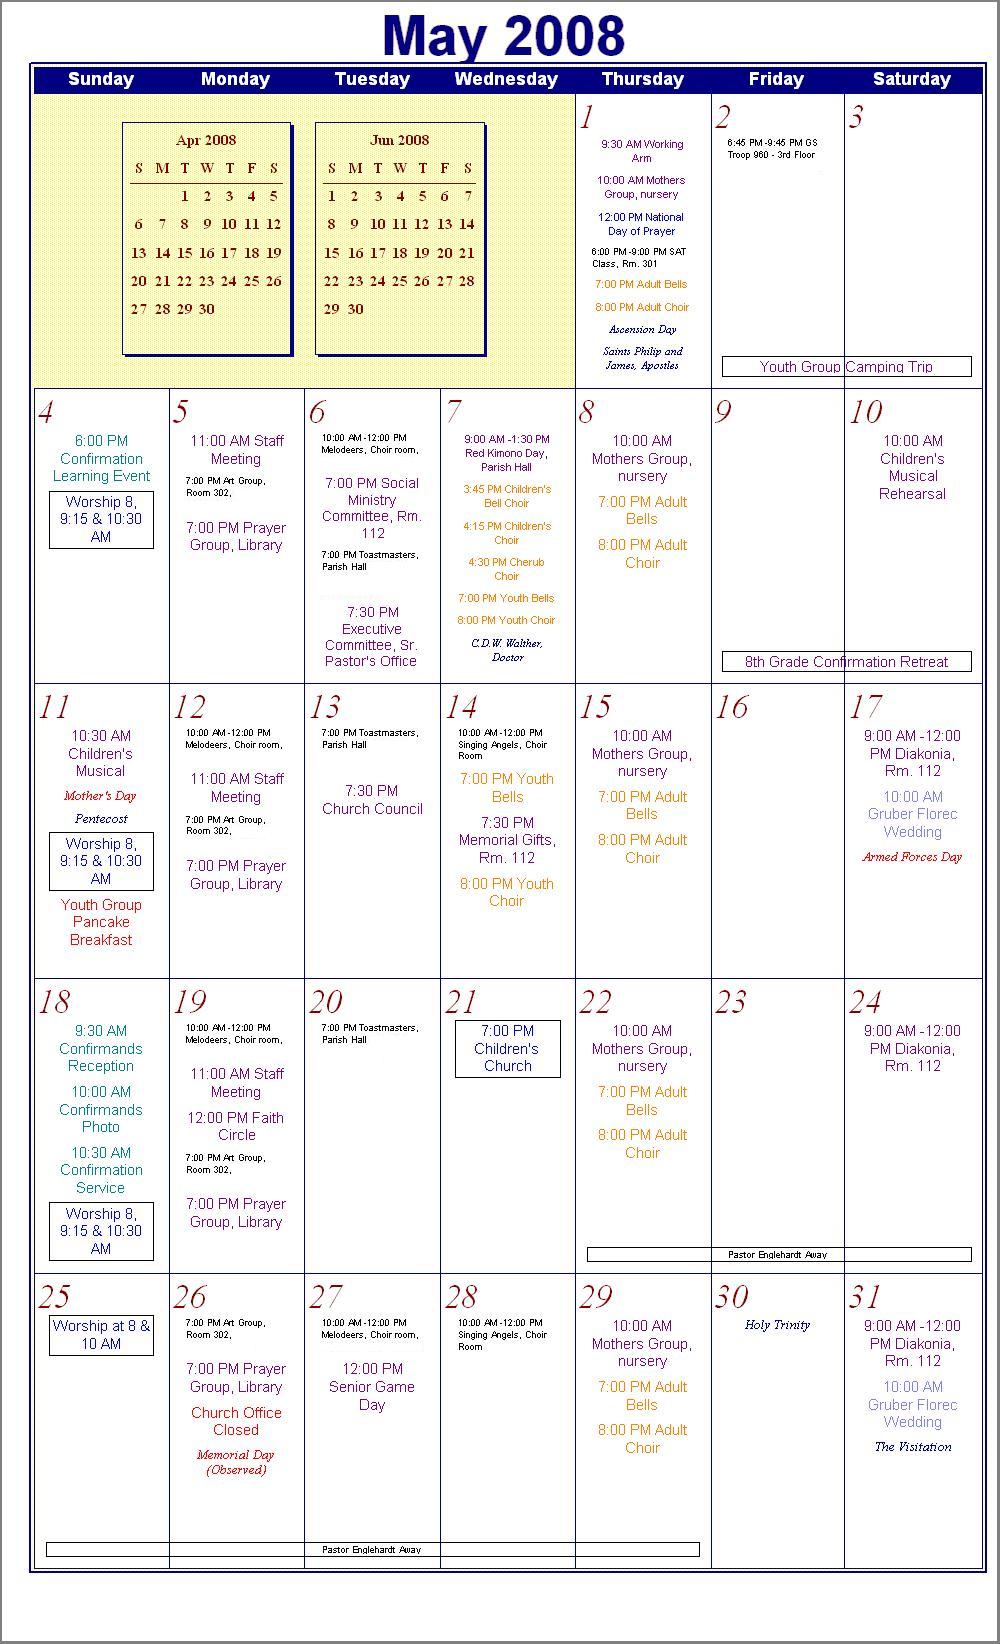 May 2008
Sunday Monday Tuesday Wednesday Thursday Friday Saturday
Apr 2008
S M T W T F S
1 2 3 4 5
6 7 8 9 10 11 12
13 14 15 16 17 18 19
20 21 22 23 24 25 26
27 28 29 30
Jun 2008
S M T W T F S
1 2 3 4 5 6 7
8 9 10 11 12 13 14
15 16 17 18 19 20 21
22 23 24 25 26 27 28
29 30
1
9:30 AM Working
Arm
10:00 AM Mothers
Group, nursery
12:00 PM National
Day of Prayer
6:00 PM -9:00 PM SAT
Class, Rm. 301
7:00 PM Adult Bells
8:00 PM Adult Choir
Ascension Day
Saints Philip and
James, Apostles
2
6:45 PM -9:45 PM GS
Troop 960 - 3rd Floor
3
Youth Group Camping Trip
4
6:00 PM
Confirmation
Learning Event
Worship 8,
9:15 & 10:30
AM
5
11:00 AM Staff
Meeting
7:00 PM Art Group,
Room 302,
7:00 PM Prayer
Group, Library
6
10:00 AM -12:00 PM
Melodeers, Choir room,
7:00 PM Social
Ministry
Committee, Rm.
112
7:00 PM Toastmasters,
Parish Hall
7:30 PM
Executive
Committee, Sr.
Pastor's Office
7
9:00 AM -1:30 PM
Red Kimono Day,
Parish Hall
3:45 PM Children's
Bell Choir
4:15 PM Children's
Choir
4:30 PM Cherub
Choir
7:00 PM Youth Bells
8:00 PM Youth Choir
C.D.W. Walther,
Doctor
8
10:00 AM
Mothers Group,
nursery
7:00 PM Adult
Bells
8:00 PM Adult
Choir
9
10
10:00 AM
Children's
Musical
Rehearsal
8th Grade Confirmation Retreat
11
10:30 AM
Children's
Musical
Mother's Day
Pentecost
Worship 8,
9:15 & 10:30
AM
Youth Group
Pancake
Breakfast
12
10:00 AM -12:00 PM
Melodeers, Choir room,
11:00 AM Staff
Meeting
7:00 PM Art Group,
Room 302,
7:00 PM Prayer
Group, Library
13
7:00 PM Toastmasters,
Parish Hall
7:30 PM
Church Council
14
10:00 AM -12:00 PM
Singing Angels, Choir
Room
7:00 PM Youth
Bells
7:30 PM
Memorial Gifts,
Rm. 112
8:00 PM Youth
Choir
15
10:00 AM
Mothers Group,
nursery
7:00 PM Adult
Bells
8:00 PM Adult
Choir
16
17
9:00 AM -12:00
PM Diakonia,
Rm. 112
10:00 AM
Gruber Florec
Wedding
Armed Forces Day
18
9:30 AM
Confirmands
Reception
10:00 AM
Confirmands
Photo
10:30 AM
Confirmation
Service
Worship 8,
9:15 & 10:30
AM
19
10:00 AM -12:00 PM
Melodeers, Choir room,
11:00 AM Staff
Meeting
12:00 PM Faith
Circle
7:00 PM Art Group,
Room 302,
7:00 PM Prayer
Group, Library
20
7:00 PM Toastmasters,
Parish Hall
21
7:00 PM
Children's
Church
22
10:00 AM
Mothers Group,
nursery
7:00 PM Adult
Bells
8:00 PM Adult
Choir
23
24
9:00 AM -12:00
PM Diakonia,
Rm. 112
Pastor Englehardt Away
25
Worship at 8 &
10 AM
26
7:00 PM Art Group,
Room 302,
7:00 PM Prayer
Group, Library
Church Office
Closed
Memorial Day
(Observed)
27
10:00 AM -12:00 PM
Melodeers, Choir room,
12:00 PM
Senior Game
Day
28
10:00 AM -12:00 PM
Singing Angels, Choir
Room
29
10:00 AM
Mothers Group,
nursery
7:00 PM Adult
Bells
8:00 PM Adult
Choir
30
Holy Trinity
31
9:00 AM -12:00
PM Diakonia,
Rm. 112
10:00 AM
Gruber Florec
Wedding
The Visitation
Pastor Englehardt Away